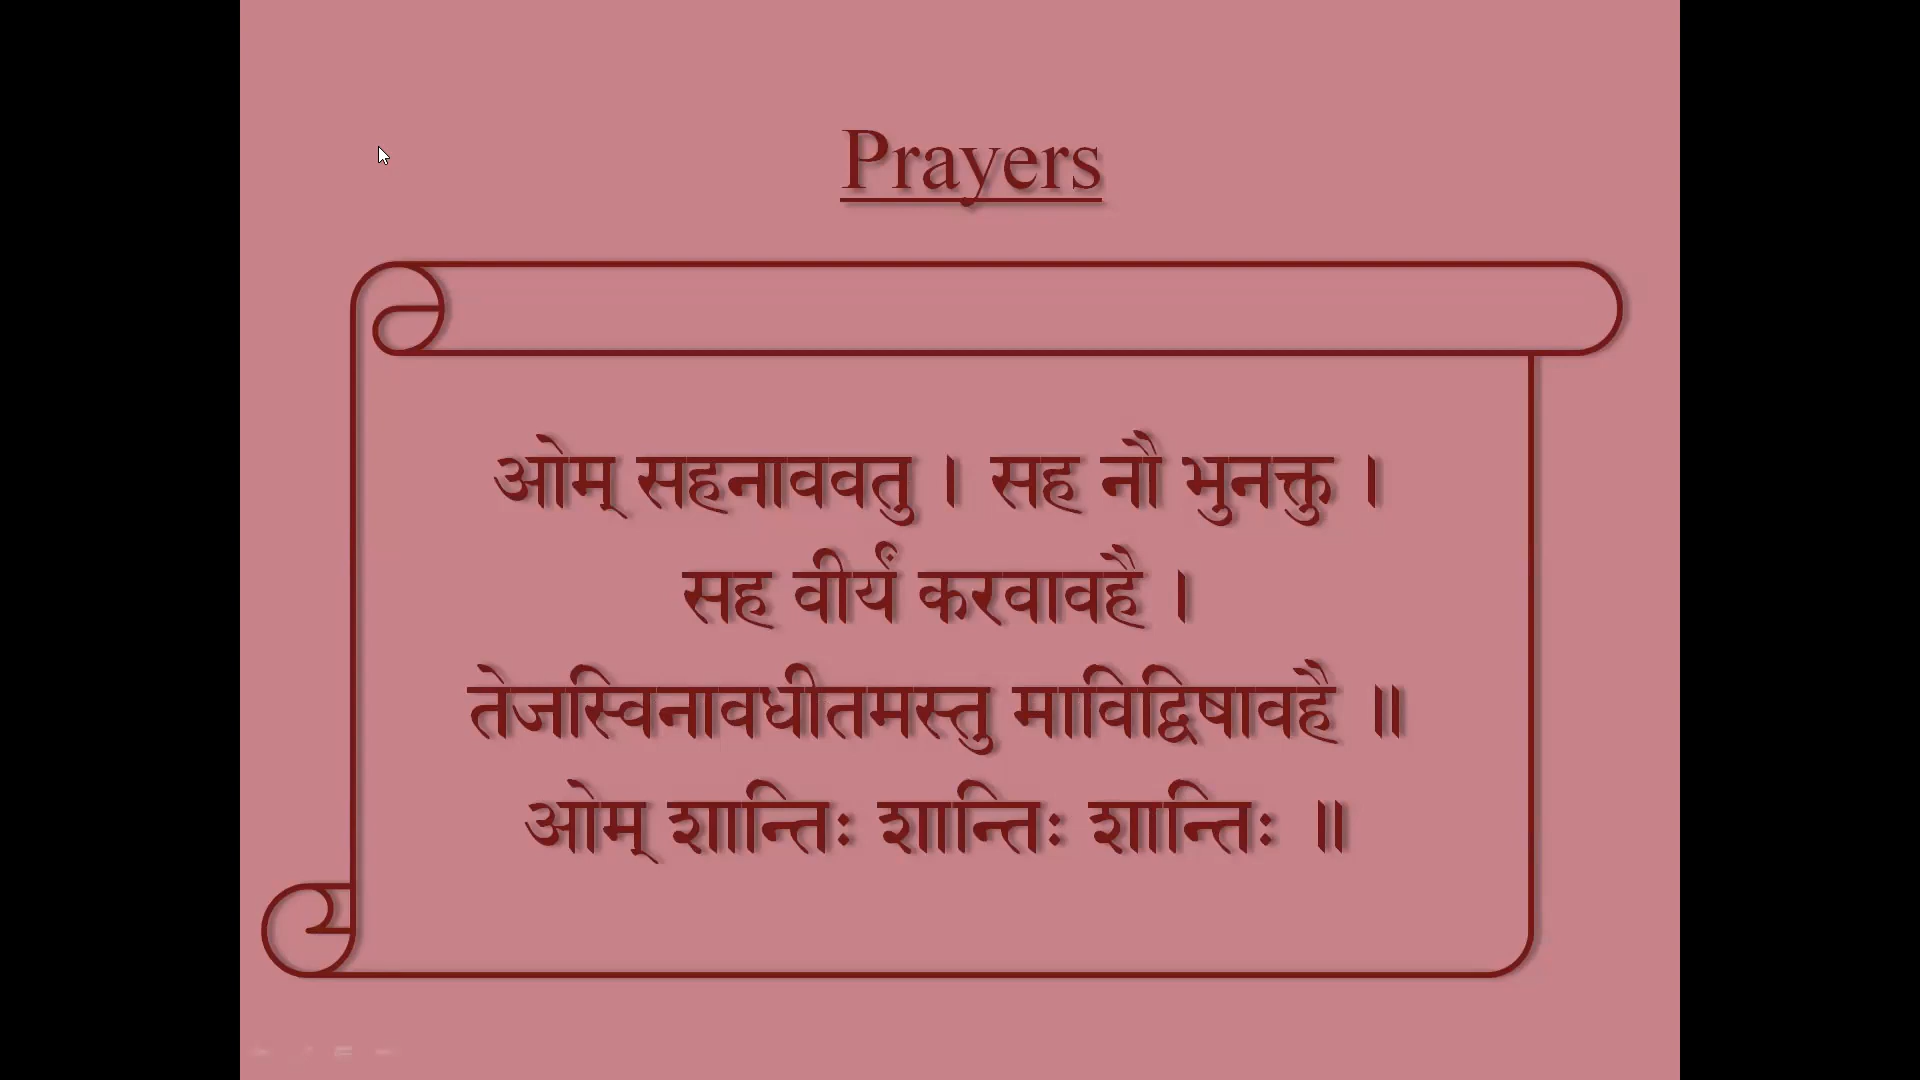 Prayers
ओम् सहनाववतु । सह नौ भुनक्तु ।
सह वीर्यं करवावहै ।
तेजस्विनावधीतमस्तु माविद्विषावहै ॥
ओम् शान्तिः शान्तिः शान्तिः ॥